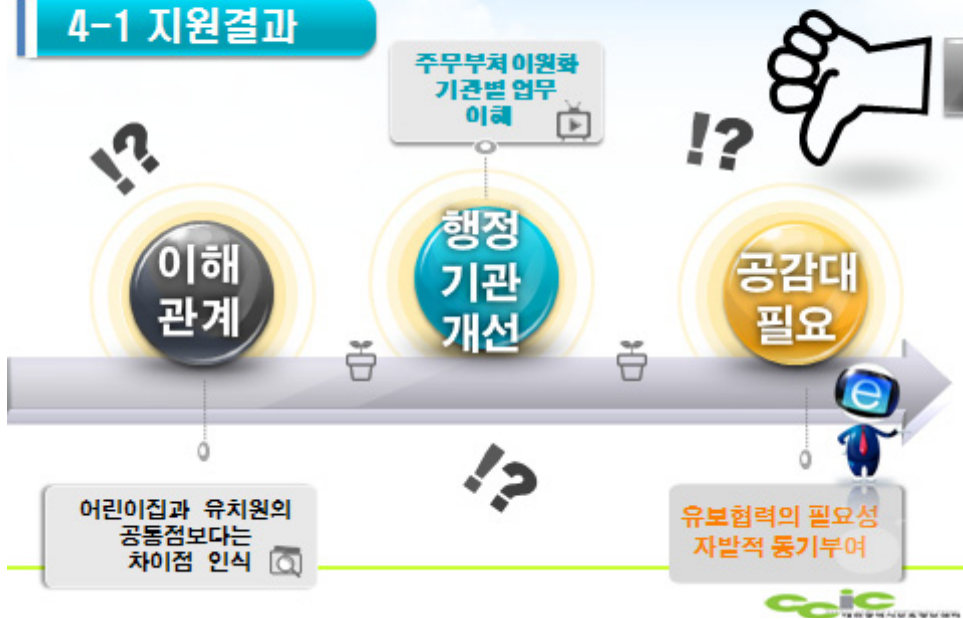 4-1 지원결과
주무부처 이원화
기관별 업무
이해
!?
!?
이해
관계
행정
기관
개선
공감대
필요
e
!?
어린이집과 유치원의
공통점보다는
차이점 인식
유보협력의 필요성
자발적 동기부여
ccic